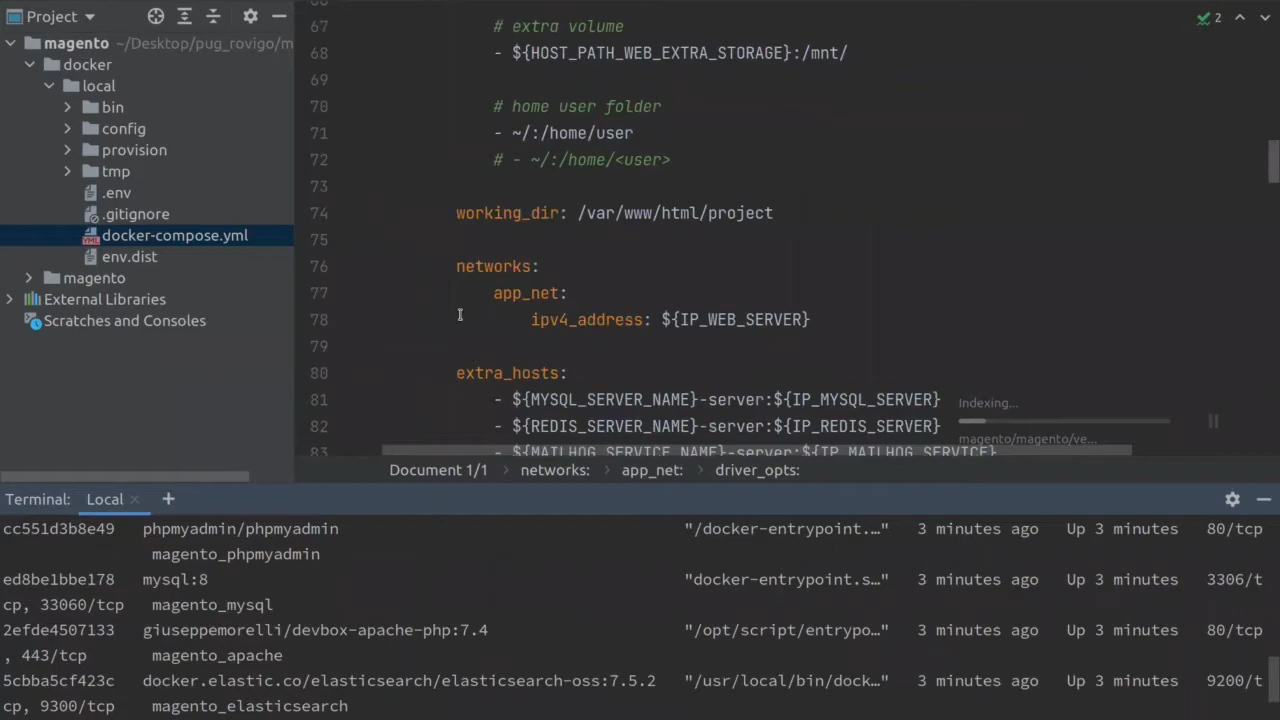 Project
magento ~/Desktop/pug_rovigo/m
docker
local
bin
config
provision
tmp
.env
.gitignore
docker-compose.yml
env.dist
magento
External Libraries
Scratches and Consoles
2
67 # extra volume
68 - ${HOST_PATH_WEB_EXTRA_STORAGE}:/mnt/
69
70 # home user folder
71 - ~/:/home/user
72 # - ~/:/home/<user>
73
74 working_dir: /var/www/html/project
75
76 networks:
77 app_net:
78 ipv4_address: ${IP_WEB_SERVER}
79
80 extra_hosts:
81 - ${MYSQL_SERVER_NAME}-server:${IP_MYSQL_SERVER}
82 - ${REDIS_SERVER_NAME}-server:${IP_REDIS_SERVER}
83 - ${MAILHOG_SERVICE_NAME}-server:${IP_MAILHOG_SERVICE}
Indexing...
magento/magento/ve...
Document 1/1 › networks: › app_net: › driver_opts:
Terminal: Local × +
cc551d3b8e49 phpmyadmin/phpmyadmin "/docker-entrypoint.…" 3 minutes ago Up 3 minutes 80/tcp
magento_phpmyadmin
ed8be1bbe178 mysql:8 "docker-entrypoint.s…" 3 minutes ago Up 3 minutes 3306/t
cp, 33060/tcp magento_mysql
2efde4507133 giuseppemorelli/devbox-apache-php:7.4 "/opt/script/entrypo…" 3 minutes ago Up 3 minutes 80/tcp
, 443/tcp magento_apache
5cbba5cf423c docker.elastic.co/elasticsearch/elasticsearch-oss:7.5.2 "/usr/local/bin/dock…" 3 minutes ago Up 3 minutes 9200/t
cp, 9300/tcp magento_elasticsearch